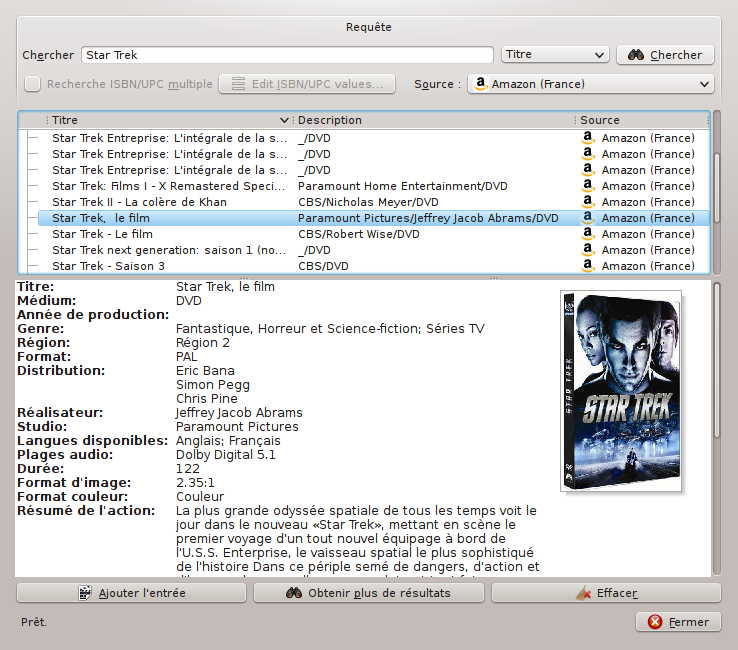 Requête
Chercher Star Trek Titre Chercher
Recherche ISBN/UPC multiple Edit ISBN/UPC values... Source : Amazon (France)
Titre Description Source
Star Trek Entreprise: L'intégrale de la s... _/DVD Amazon (France)
Star Trek Entreprise: L'intégrale de la s... _/DVD Amazon (France)
Star Trek Entreprise: L'intégrale de la s... _/DVD Amazon (France)
Star Trek: Films I - X Remastered Speci... Paramount Home Entertainment/DVD Amazon (France)
Star Trek II - La colère de Khan CBS/Nicholas Meyer/DVD Amazon (France)
Star Trek, le film Paramount Pictures/Jeffrey Jacob Abrams/DVD Amazon (France)
Star Trek - Le film CBS/Robert Wise/DVD Amazon (France)
Star Trek next generation: saison 1 (no... _/DVD Amazon (France)
Star Trek - Saison 3 CBS/DVD Amazon (France)
Titre: Star Trek, le film
Médium: DVD
Année de production:
Genre: Fantastique, Horreur et Science-fiction; Séries TV
Région: Région 2
Format: PAL
Distribution: Eric Bana
Simon Pegg
Chris Pine
Réalisateur: Jeffrey Jacob Abrams
Studio: Paramount Pictures
Langues disponibles: Anglais; Français
Plages audio: Dolby Digital 5.1
Durée: 122
Format d'image: 2.35:1
Format couleur: Couleur
Résumé de l'action: La plus grande odyssée spatiale de tous les temps voit le
jour dans le nouveau «Star Trek», mettant en scène le
premier voyage d'un tout nouvel équipage à bord de
l'U.S.S. Enterprise, le vaisseau spatial le plus sophistiqué
de l'histoire Dans ce périple semé de dangers, d'action et
STAR TREK
STAR TREK
Ajouter l'entrée Obtenir plus de résultats Effacer
Prêt. Fermer